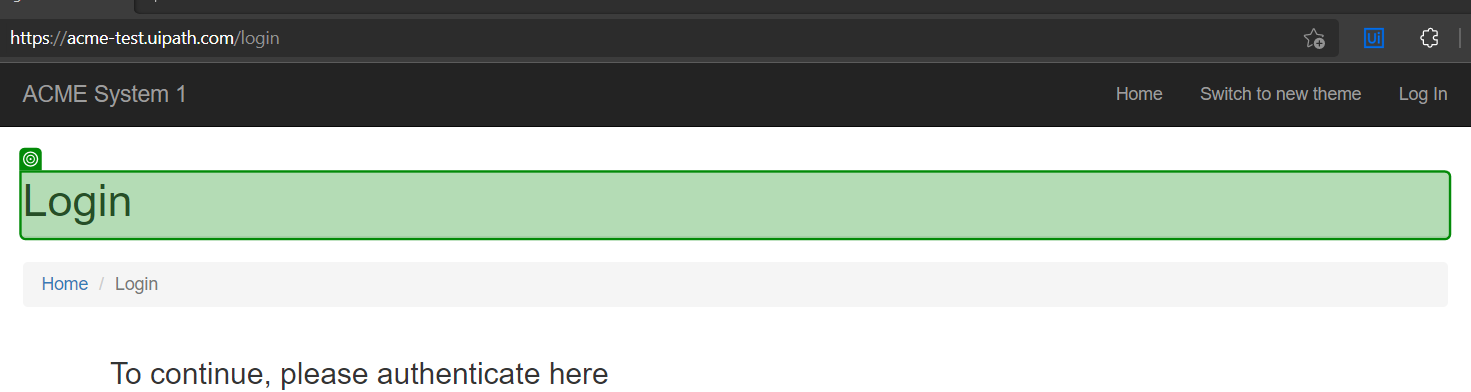 https://acme-test.uipath.com/login
Ui
ACME System 1 Home Switch to new theme Log In
Login
Home / Login
To continue, please authenticate here